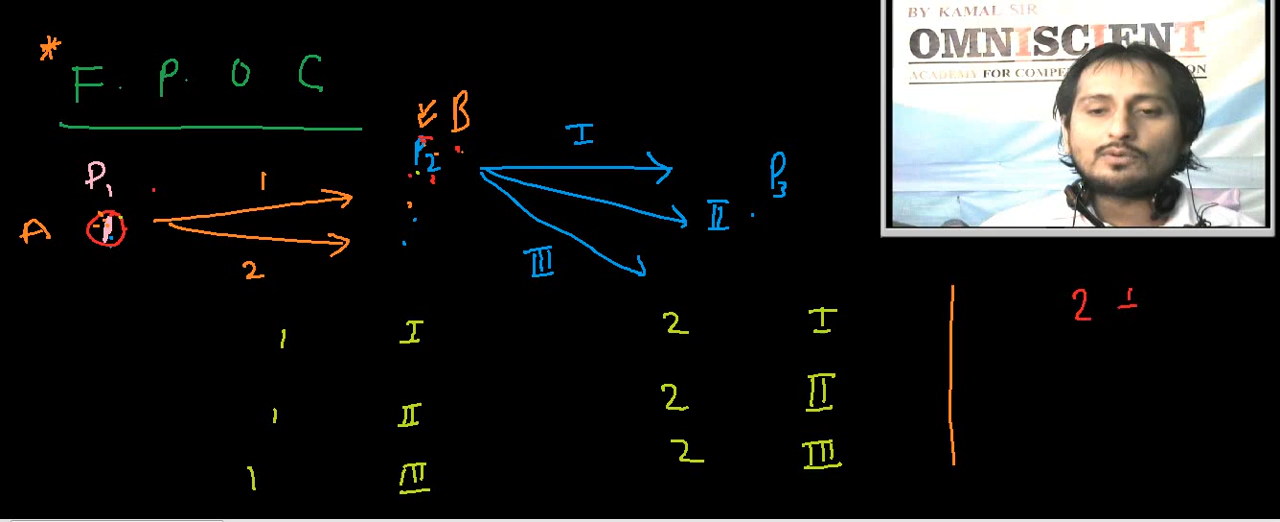 BY KAMAL SIR
OMNISCIENT
ACADEMY FOR COMPE
ON
* F. P. O C
B
P2
I
P1
1
P3
A
II
2
III
1 I 2 I
2 1
1 II 2 II
1 III 2 III